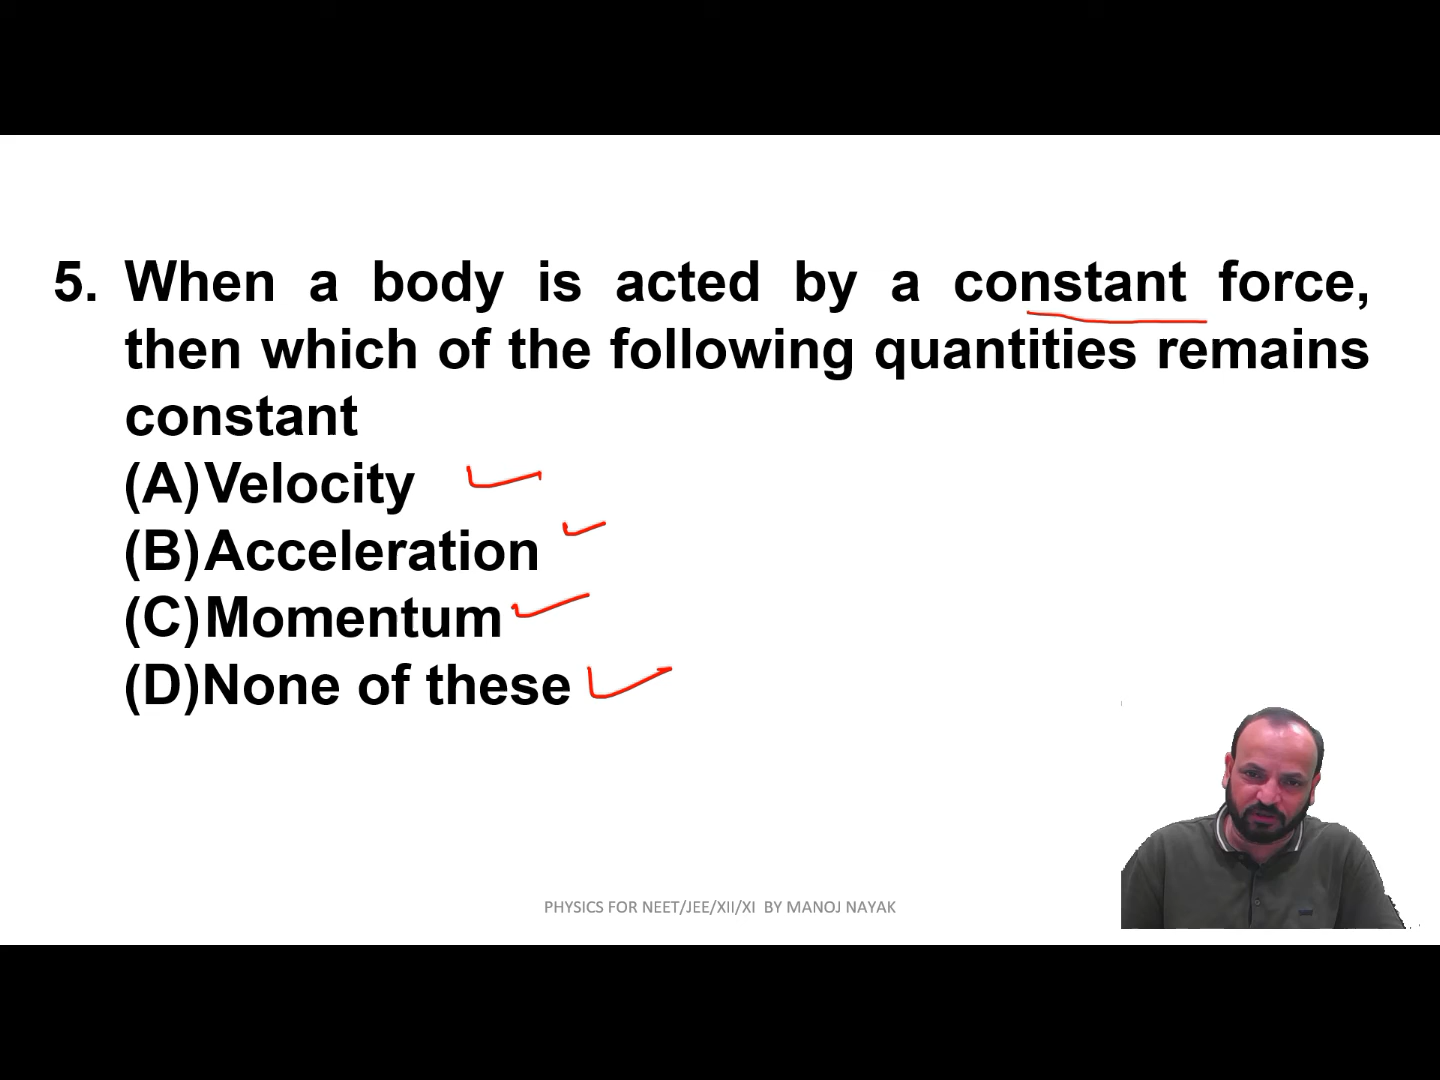 5. When a body is acted by a constant force,
then which of the following quantities remains
constant
(A)Velocity
(B)Acceleration
(C)Momentum
(D)None of these
PHYSICS FOR NEET/JEE/XII/XI BY MANOJ NAYAK